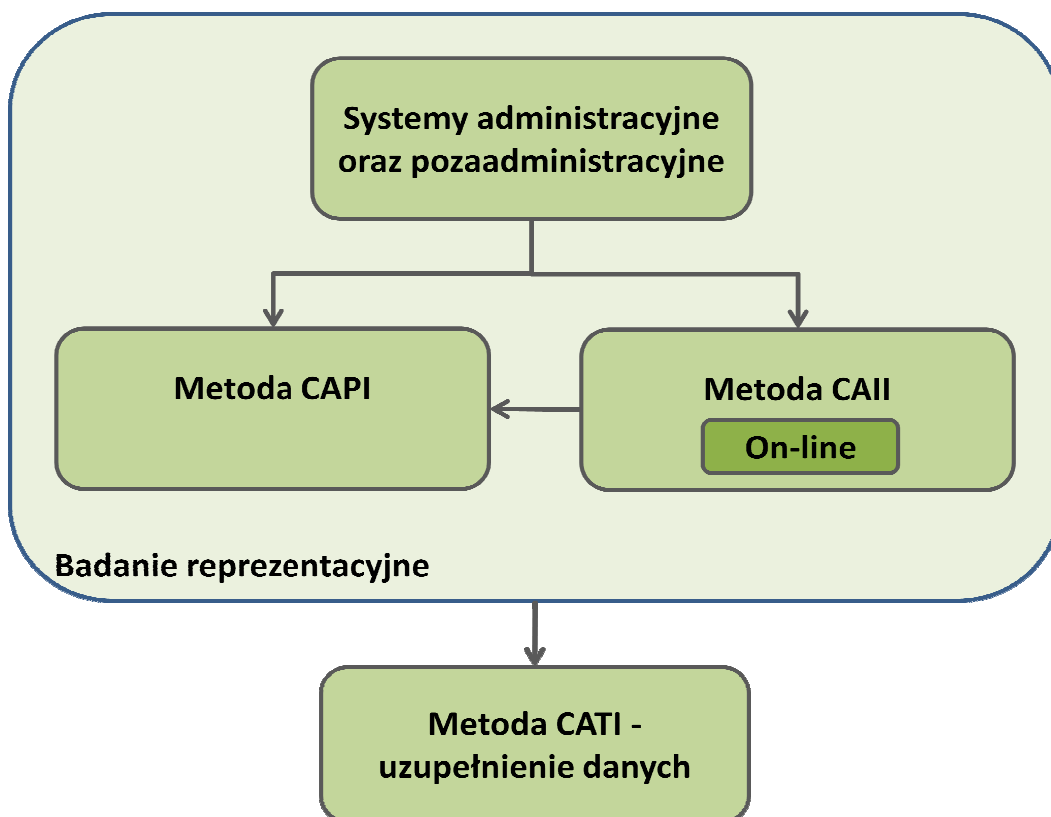 Systemy administracyjne
oraz pozaadministracyjne
Metoda CAPI
Metoda CAII
On-line
Badanie reprezentacyjne
Metoda CATI -
uzupełnienie danych